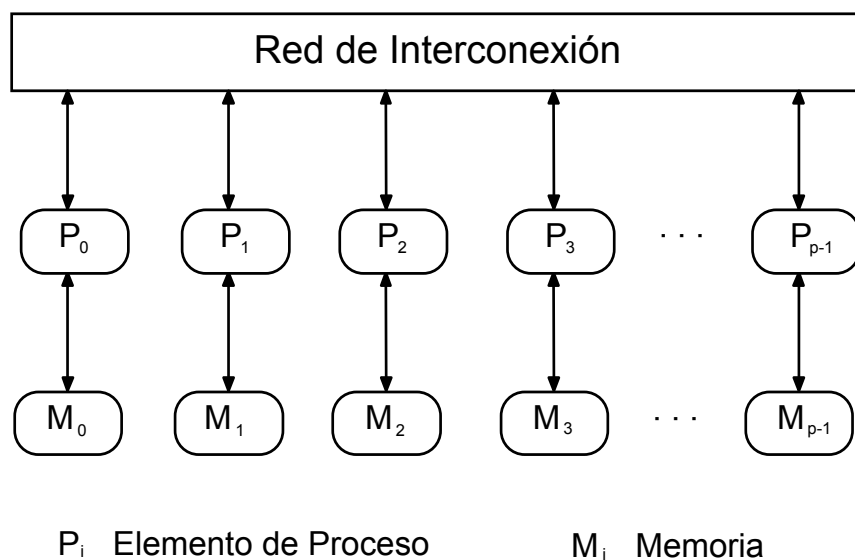 Red de Interconexión
P0 P1 P2 P3 . . . Pp-1
M0 M1 M2 M3 . . . Mp-1
Pi Elemento de Proceso Mi Memoria